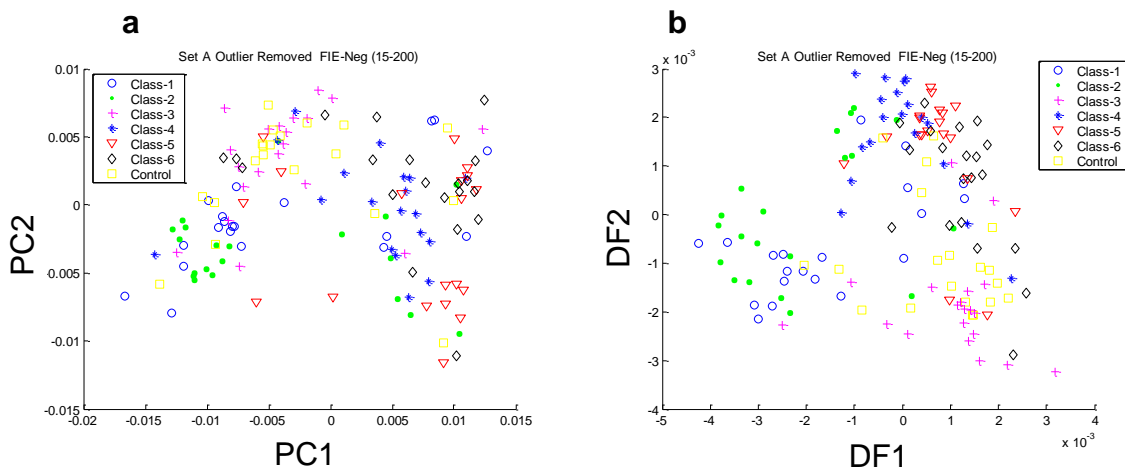 a
Set A Outlier Removed FIE-Neg (15-200)
0.01
0.005
0
-0.005
-0.01
-0.015
PC2
Class-1
Class-2
Class-3
Class-4
Class-5
Class-6
Control
-0.02
-0.015
-0.01
-0.005
0
0.005
0.01
0.015
PC1
b
Set A Outlier Removed FIE-Neg (15-200)
x 10⁻³
3
2
1
0
-1
-2
-3
-4
DF2
Class-1
Class-2
Class-3
Class-4
Class-5
Class-6
Control
-5
-4
-3
-2
-1
0
1
2
3
4
x 10⁻³
DF1